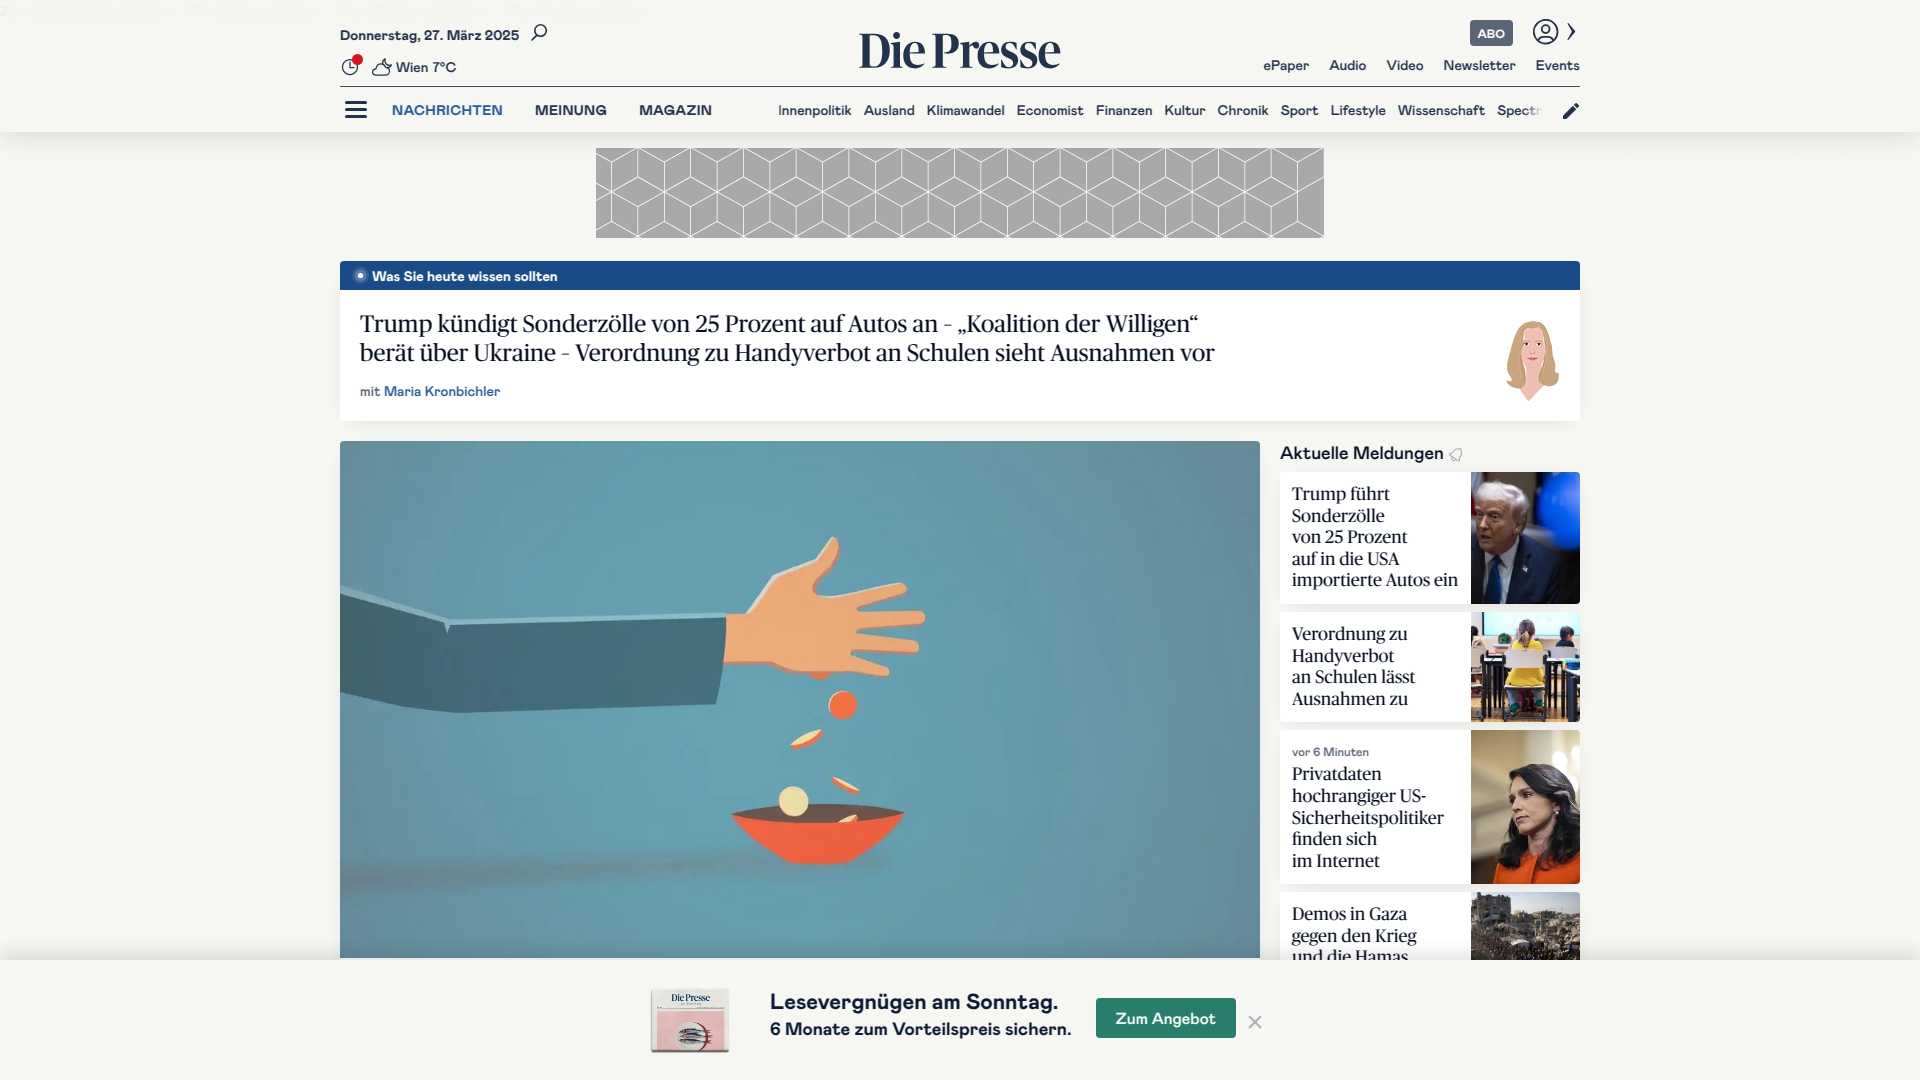 Donnerstag, 27. März 2025
Die Presse
ABO
Wien 7°C
ePaper Audio Video Newsletter Events
NACHRICHTEN MEINUNG MAGAZIN
Innenpolitik Ausland Klimawandel Economist Finanzen Kultur Chronik Sport Lifestyle Wissenschaft Spectr
Was Sie heute wissen sollten
Trump kündigt Sonderzölle von 25 Prozent auf Autos an – „Koalition der Willigen“
berät über Ukraine – Verordnung zu Handyverbot an Schulen sieht Ausnahmen vor
mit Maria Kronbichler
Aktuelle Meldungen
Trump führt
Sonderzölle
von 25 Prozent
auf in die USA
importierte Autos ein
Verordnung zu
Handyverbot
an Schulen lässt
Ausnahmen zu
vor 6 Minuten
Privatdaten
hochrangiger US-
Sicherheitspolitiker
finden sich
im Internet
Demos in Gaza
gegen den Krieg
und die Hamas
Die Presse
Lesevergnügen am Sonntag.
6 Monate zum Vorteilspreis sichern.
Zum Angebot